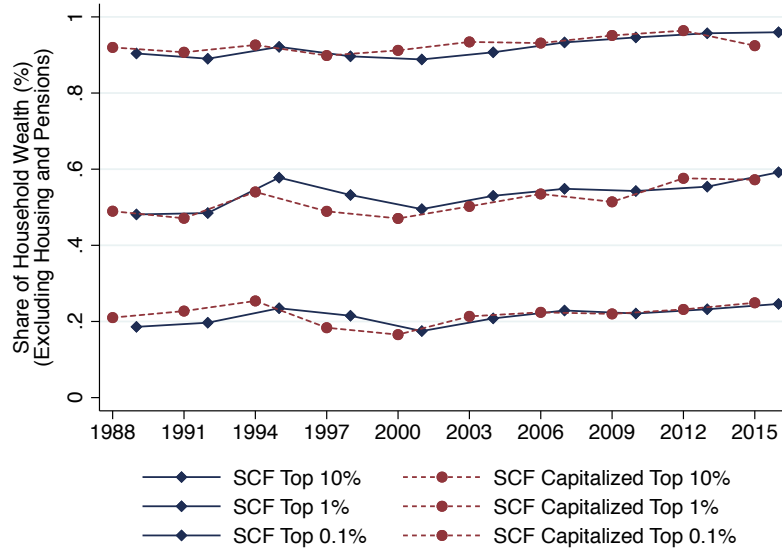 Share of Household Wealth (%)
(Excluding Housing and Pensions)
1
.8
.6
.4
.2
0
1988 1991 1994 1997 2000 2003 2006 2009 2012 2015
SCF Top 10% SCF Capitalized Top 10%
SCF Top 1% SCF Capitalized Top 1%
SCF Top 0.1% SCF Capitalized Top 0.1%